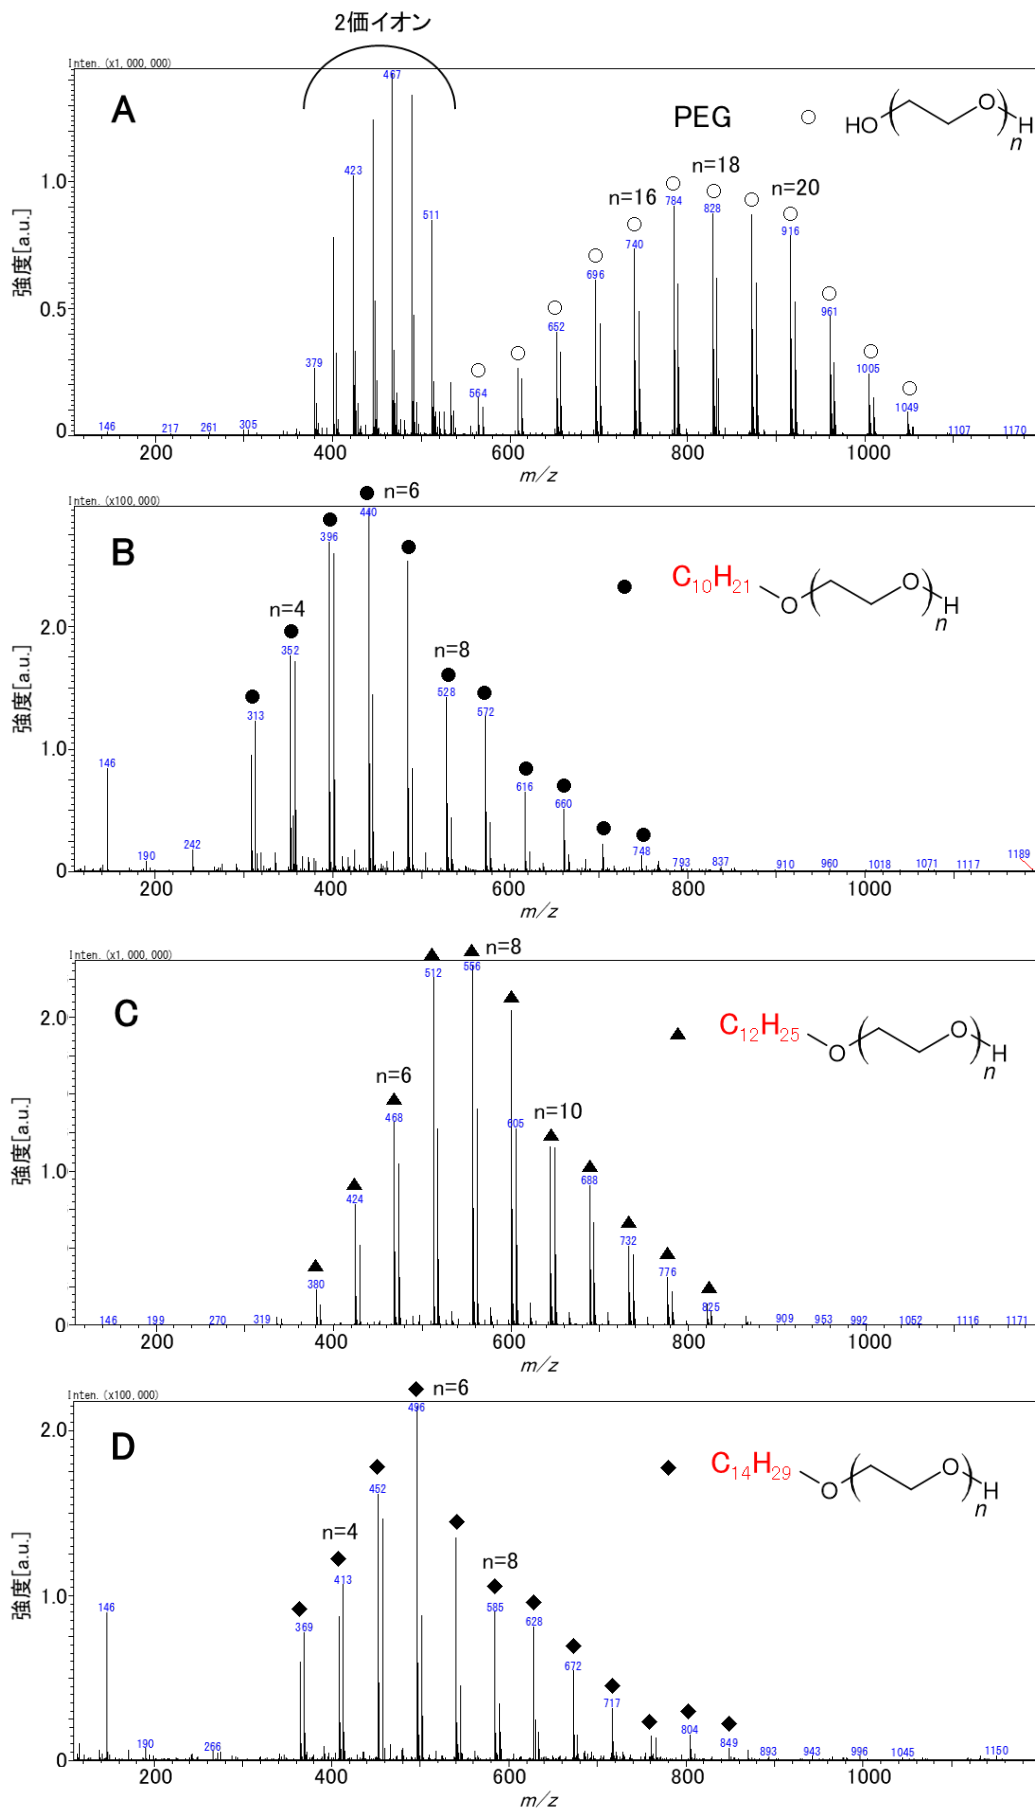 2価イオン
Inten.(x1,000,000)
A
467
423
511
379
146
217
261
305
564
652
696
740
784
828
916
961
1005
1049
1107
1170
n=16
n=18
n=20
PEG
HO
O
H
n
1.0
0.5
0
強度[a.u.]
200
400
600
800
1000
m/z
Inten.(x100,000)
B
n=6
440
396
n=4
352
313
n=8
528
572
616
660
748
146
190
242
793
837
910
960
1018
1071
1117
1189
C10H21
O
O
H
n
2.0
1.0
0
強度[a.u.]
200
400
600
800
1000
m/z
Inten.(x1,000,000)
C
n=8
512
556
n=6
468
424
380
605
n=10
688
732
776
825
146
199
270
319
909
953
992
1052
1116
1171
C12H25
O
O
H
n
2.0
1.0
0
強度[a.u.]
200
400
600
800
1000
m/z
Inten.(x100,000)
D
n=6
496
452
n=4
413
369
n=8
585
628
672
717
804
849
146
190
266
893
943
996
1045
1150
C14H29
O
O
H
n
2.0
1.0
0
強度[a.u.]
200
400
600
800
1000
m/z